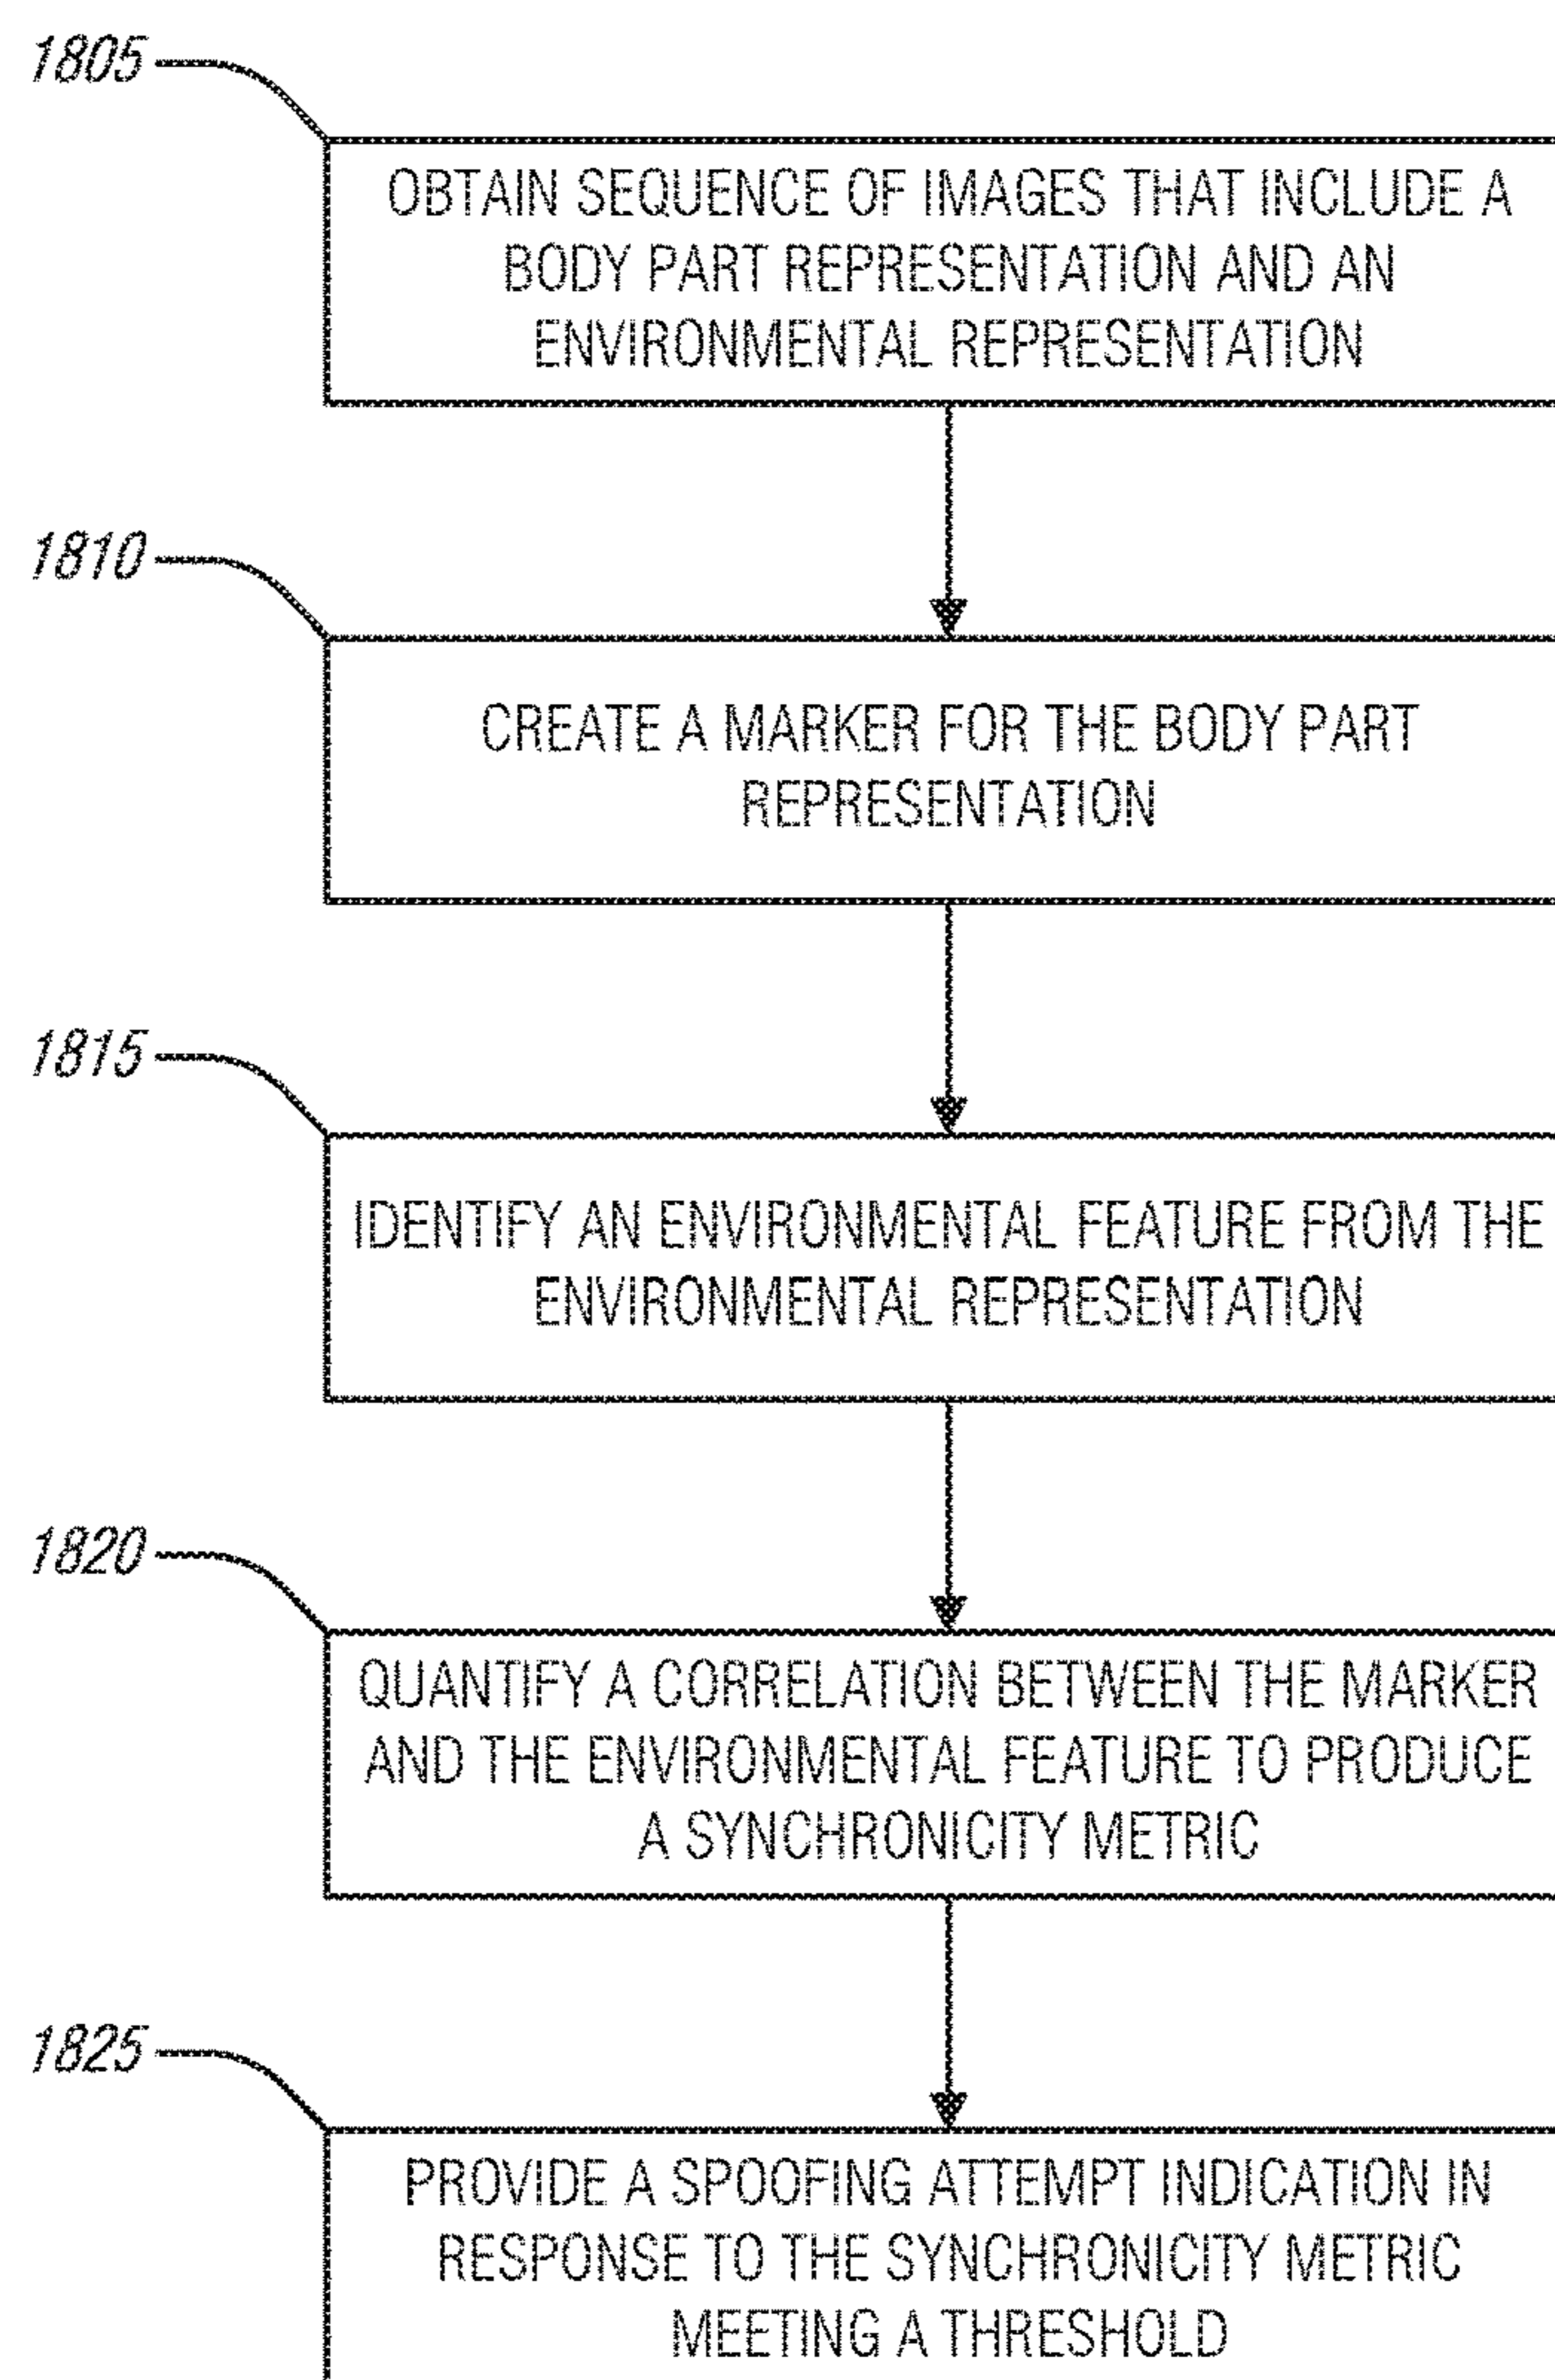 1805
OBTAIN SEQUENCE OF IMAGES THAT INCLUDE A
BODY PART REPRESENTATION AND AN
ENVIRONMENTAL REPRESENTATION
1810
CREATE A MARKER FOR THE BODY PART
REPRESENTATION
1815
IDENTIFY AN ENVIRONMENTAL FEATURE FROM THE
ENVIRONMENTAL REPRESENTATION
1820
QUANTIFY A CORRELATION BETWEEN THE MARKER
AND THE ENVIRONMENTAL FEATURE TO PRODUCE
A SYNCHRONICITY METRIC
1825
PROVIDE A SPOOFING ATTEMPT INDICATION IN
RESPONSE TO THE SYNCHRONICITY METRIC
MEETING A THRESHOLD